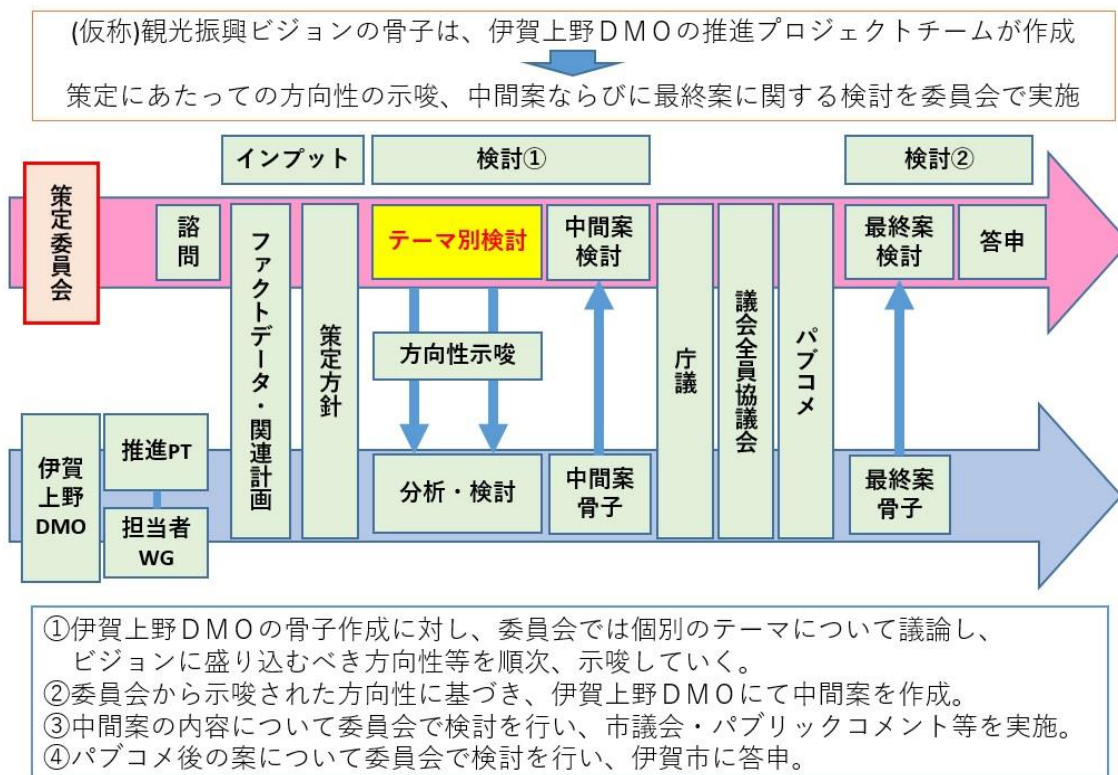 (仮称)観光振興ビジョンの骨子は、伊賀上野ＤＭＯの推進プロジェクトチームが作成
策定にあたっての方向性の示唆、中間案ならびに最終案に関する検討を委員会で実施
インプット
検討①
検討②
策定委員会
諮問
ファクトデータ・関連計画
策定方針
テーマ別検討
中間案
検討
庁議
議会全員協議会
パブコメ
最終案
検討
答申
方向性示唆
伊賀
上野
DMO
推進PT
担当者
WG
分析・検討
中間案
骨子
最終案
骨子
①伊賀上野ＤＭＯの骨子作成に対し、委員会では個別のテーマについて議論し、
ビジョンに盛り込むべき方向性等を順次、示唆していく。
②委員会から示唆された方向性に基づき、伊賀上野ＤＭＯにて中間案を作成。
③中間案の内容について委員会で検討を行い、市議会・パブリックコメント等を実施。
④パブコメ後の案について委員会で検討を行い、伊賀市に答申。